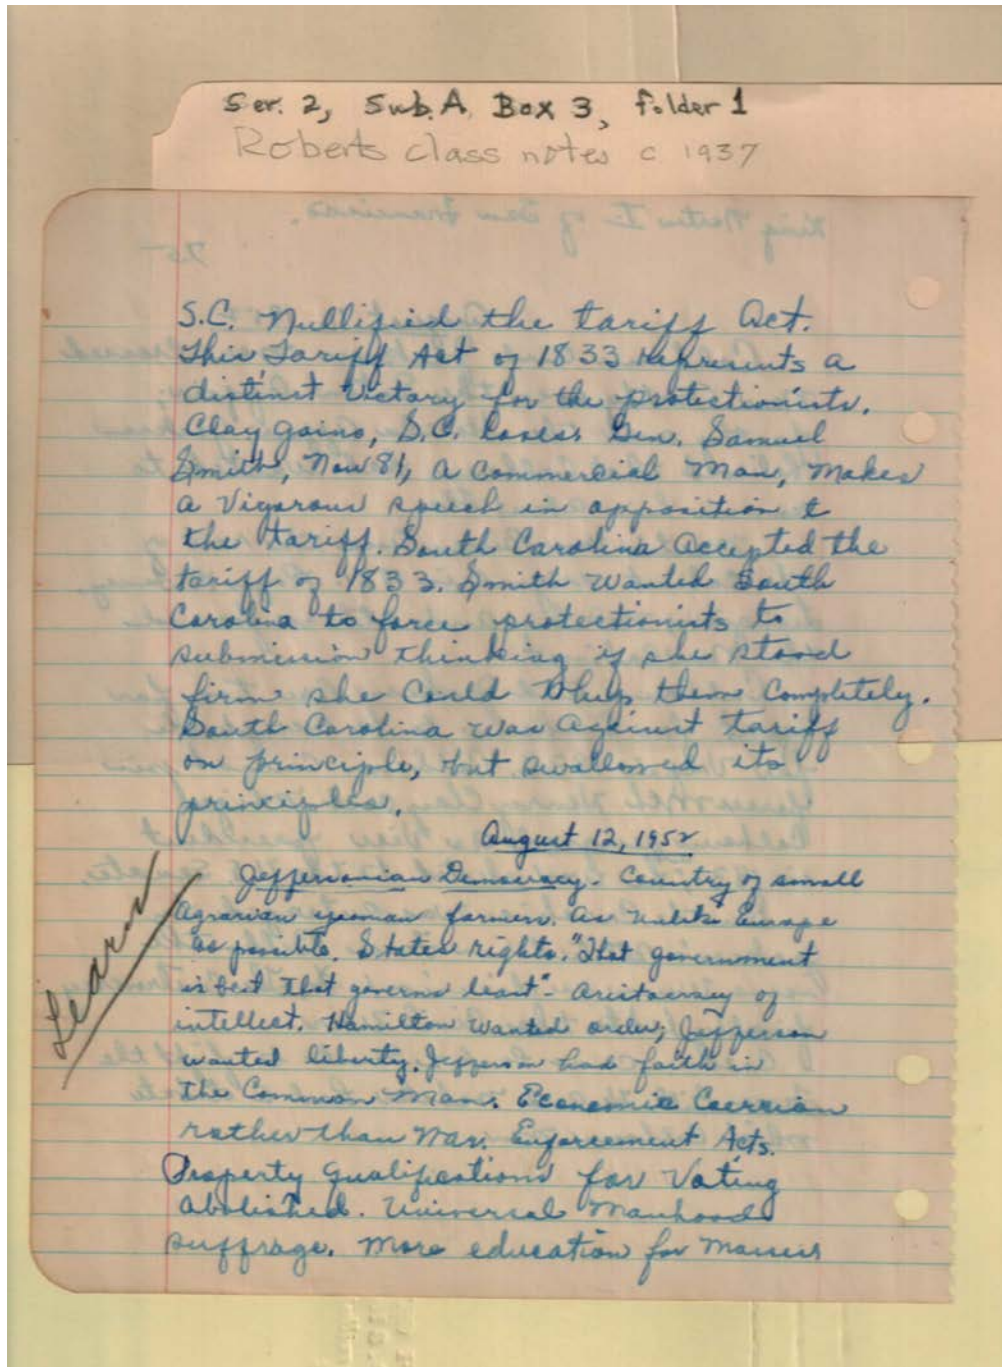 Ser. 2, Sub.A Box 3, folder 1
Roberts class notes c 1937
S.C. Nullified the tariff Act.
This Tariff Act of 1833 represents a
distinct victory for the protectionists.
Clay gains, S.C. loses. Gen. Samuel
Smith, now 81, a commercial man, makes
a vigorous speech in opposition to
the tariff. South Carolina accepted the
tariff of 1833. Smith wanted South
Carolina to force protectionists to
submission thinking if she stood
firm she could whip them completely.
South Carolina was against tariff
on principle, but swallowed its
principles.
August 12, 1952
Learn
Jeffersonian Democracy. Country of small
agrarian yeoman farmers. As unlike Europe
as possible. States rights. "That government
is best that governs least" - Aristocracy of
intellect. Hamilton wanted order; Jefferson
wanted liberty. Jefferson had faith in
the Common Man. Economic Coercion
rather than war. Enforcement Acts.
Property Qualifications for Voting
abolished. Universal Manhood
suffrage. More education for masses